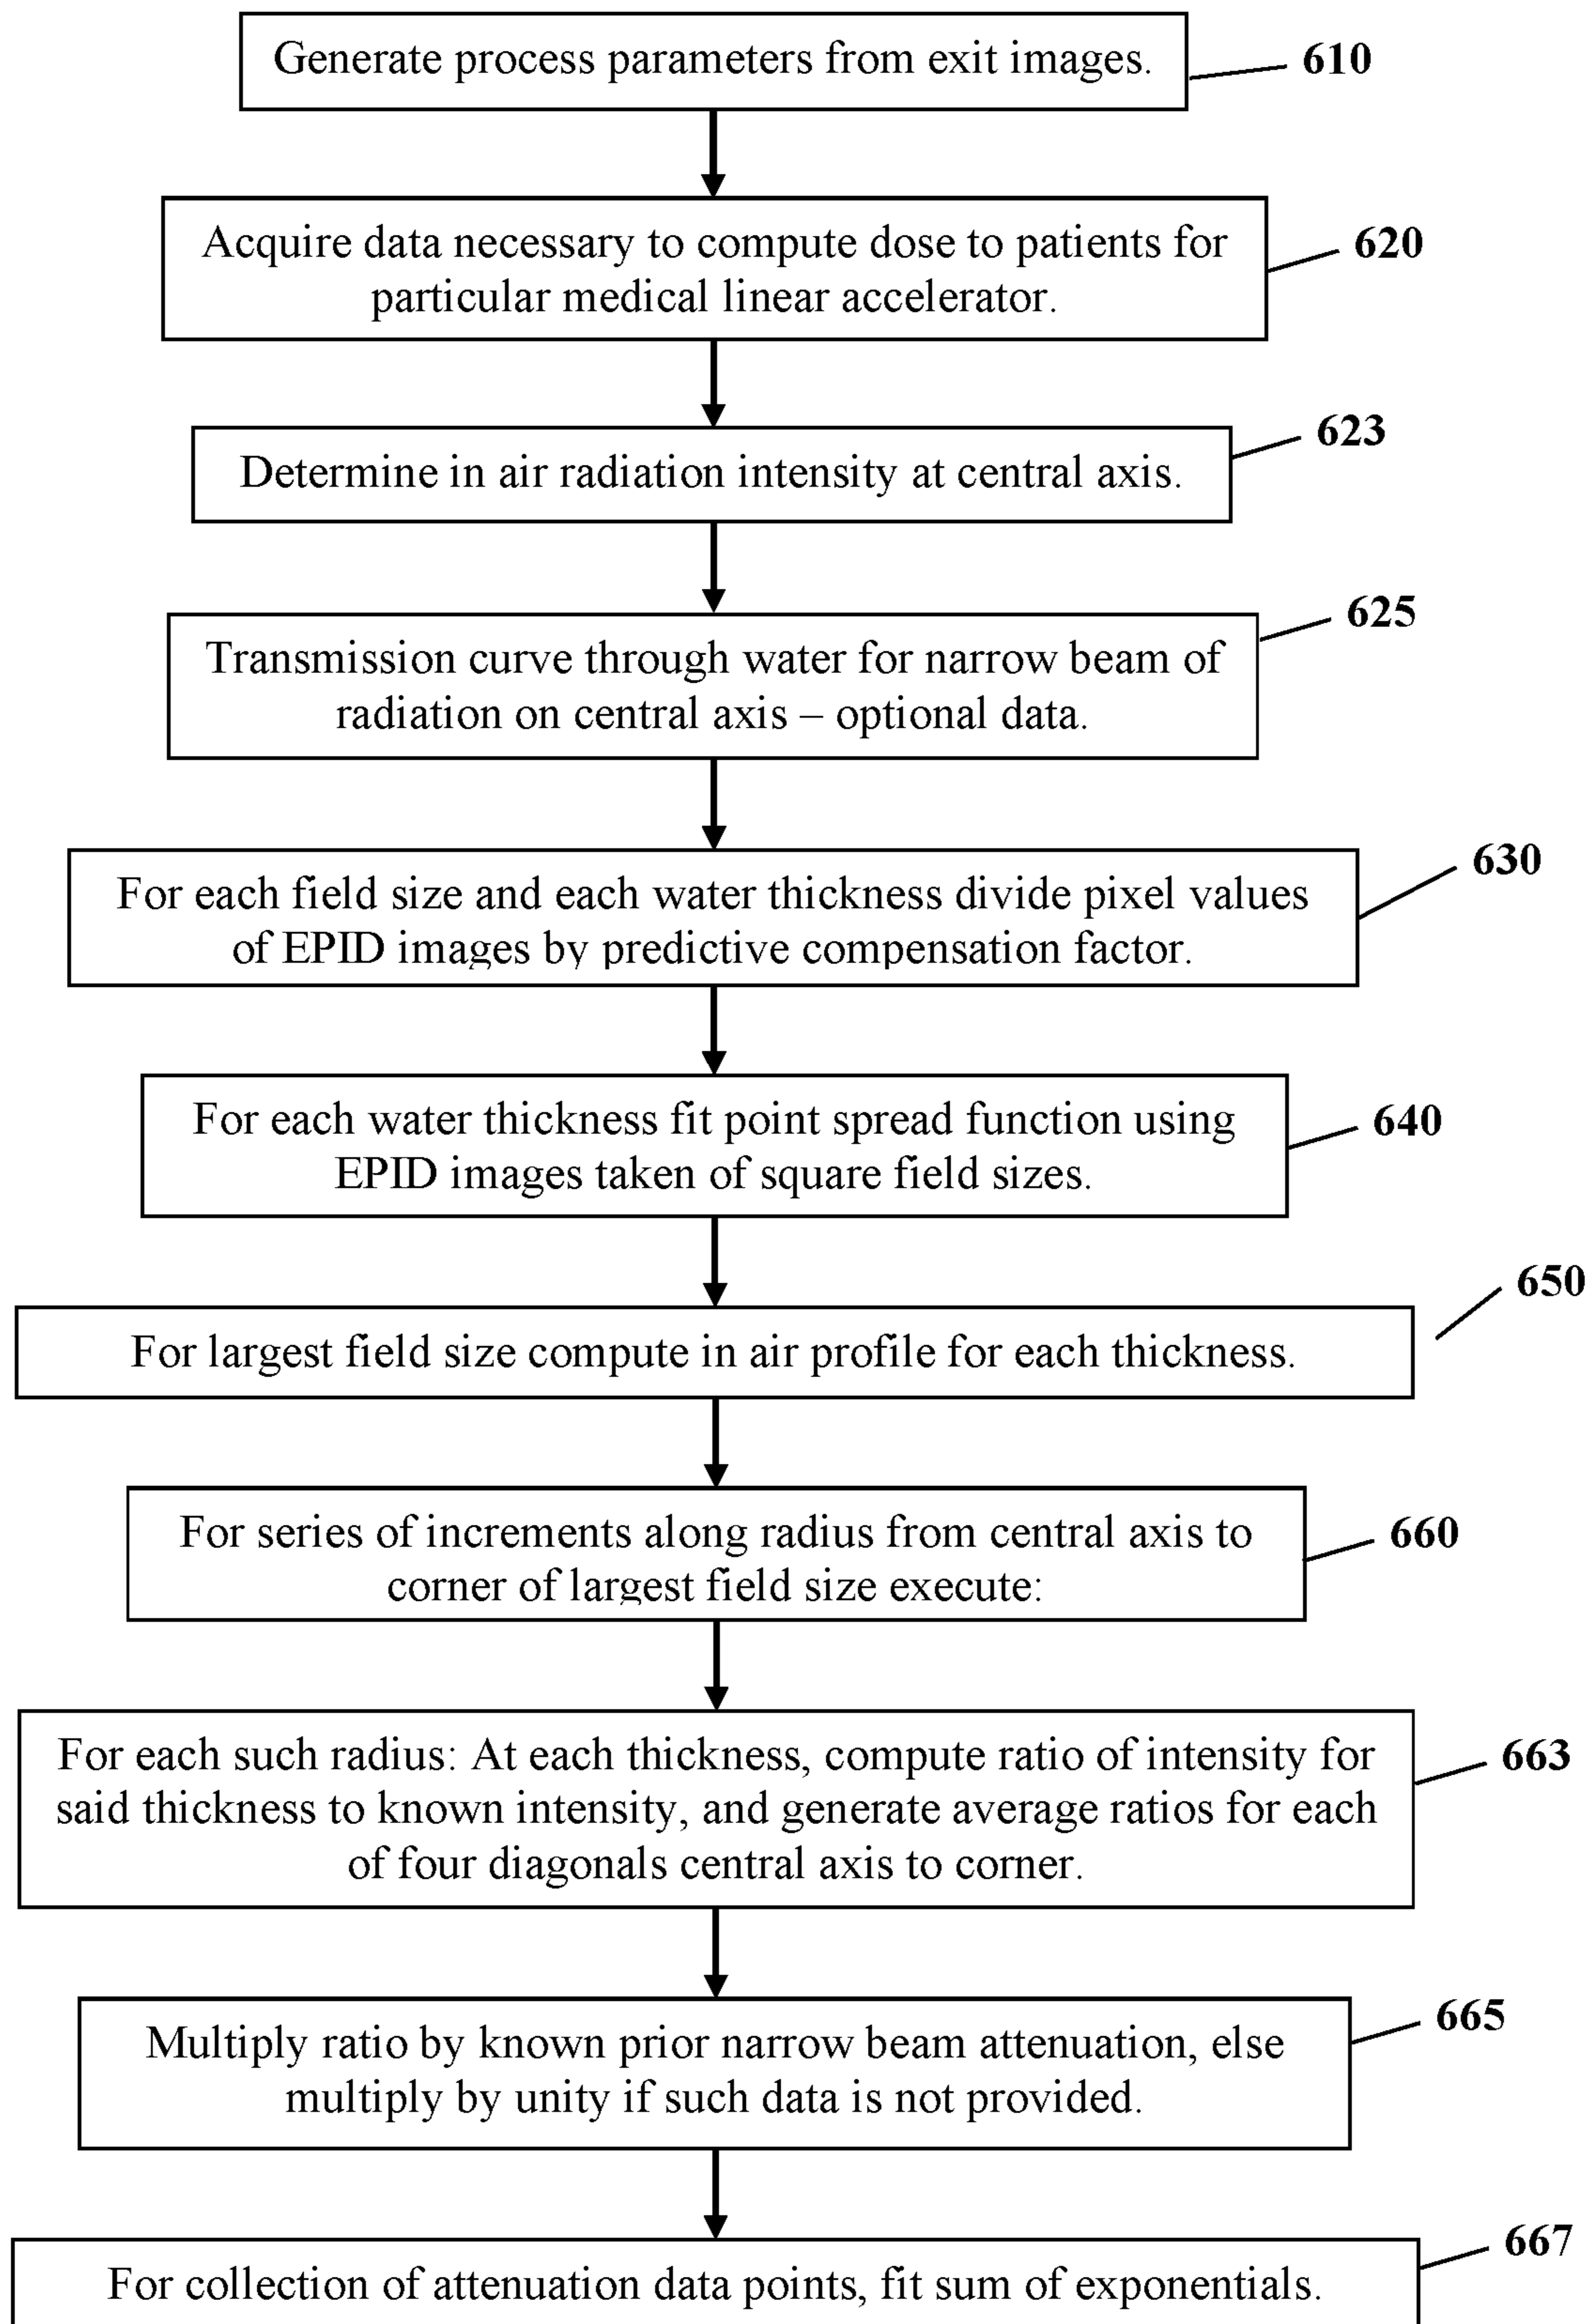 Generate process parameters from exit images.
610
Acquire data necessary to compute dose to patients for
particular medical linear accelerator.
620
Determine in air radiation intensity at central axis.
623
Transmission curve through water for narrow beam of
radiation on central axis – optional data.
625
For each field size and each water thickness divide pixel values
of EPID images by predictive compensation factor.
630
For each water thickness fit point spread function using
EPID images taken of square field sizes.
640
For largest field size compute in air profile for each thickness.
650
For series of increments along radius from central axis to
corner of largest field size execute:
660
For each such radius: At each thickness, compute ratio of intensity for
said thickness to known intensity, and generate average ratios for each
of four diagonals central axis to corner.
663
Multiply ratio by known prior narrow beam attenuation, else
multiply by unity if such data is not provided.
665
For collection of attenuation data points, fit sum of exponentials.
667